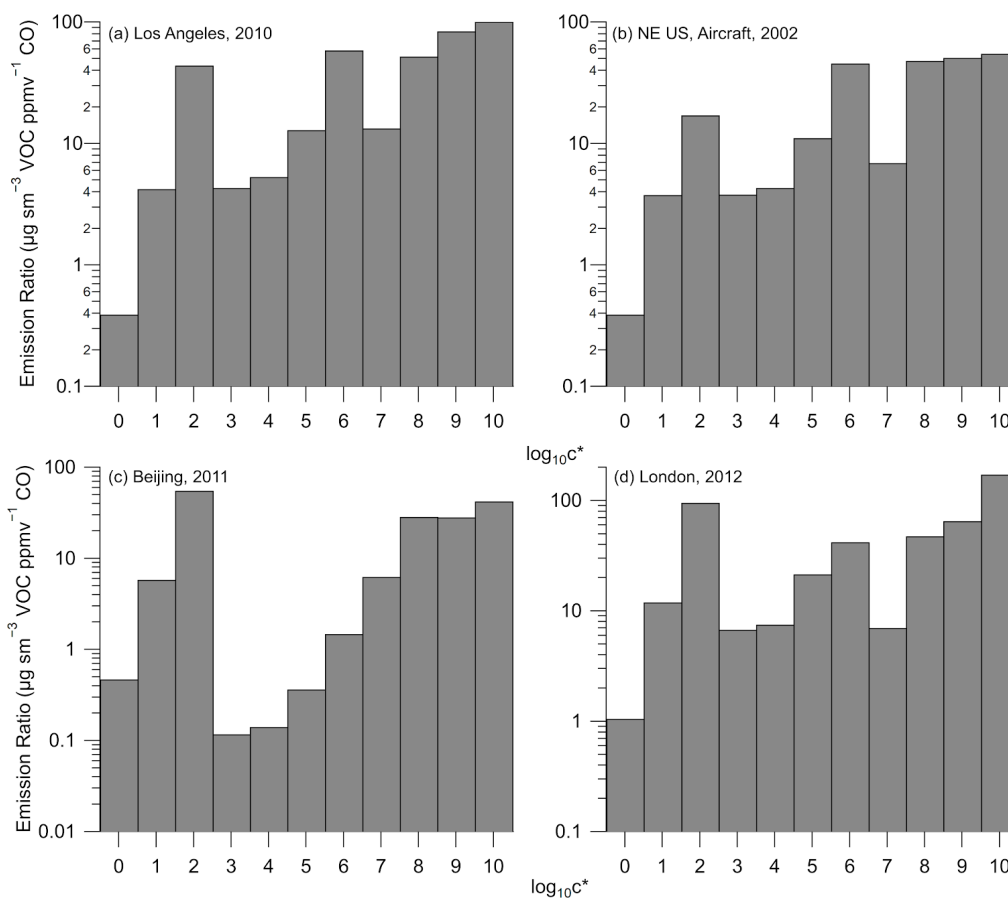 (a) Los Angeles, 2010
Emission Ratio (µg sm⁻³ VOC ppmv⁻¹ CO)
100
6
4
2
10
6
4
2
1
6
4
2
0.1
0 1 2 3 4 5 6 7 8 9 10
(b) NE US, Aircraft, 2002
100
6
4
2
10
6
4
2
1
6
4
2
0.1
0 1 2 3 4 5 6 7 8 9 10
log₁₀c*
(c) Beijing, 2011
Emission Ratio (µg sm⁻³ VOC ppmv⁻¹ CO)
100
10
1
0.1
0.01
0 1 2 3 4 5 6 7 8 9 10
(d) London, 2012
100
10
1
0.1
0 1 2 3 4 5 6 7 8 9 10
log₁₀c*